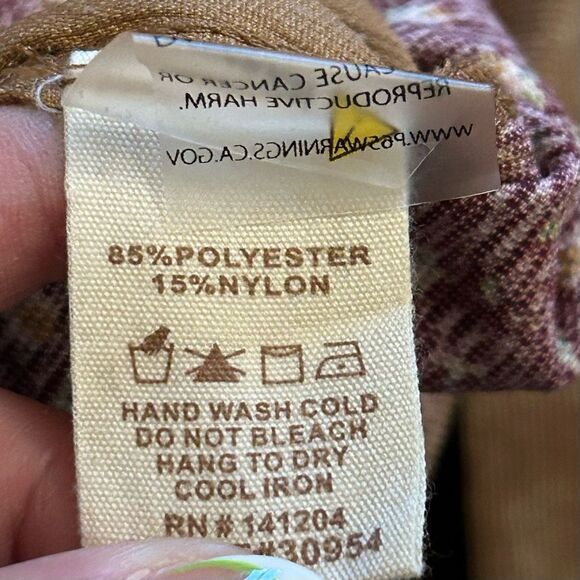 CAUSE CANCER OR
REPRODUCTIVE HARM.
WWW.P65WARNINGS.CA.GOV
85%POLYESTER
15%NYLON
HAND WASH COLD
DO NOT BLEACH
HANG TO DRY
COOL IRON
RN # 141204
#30954